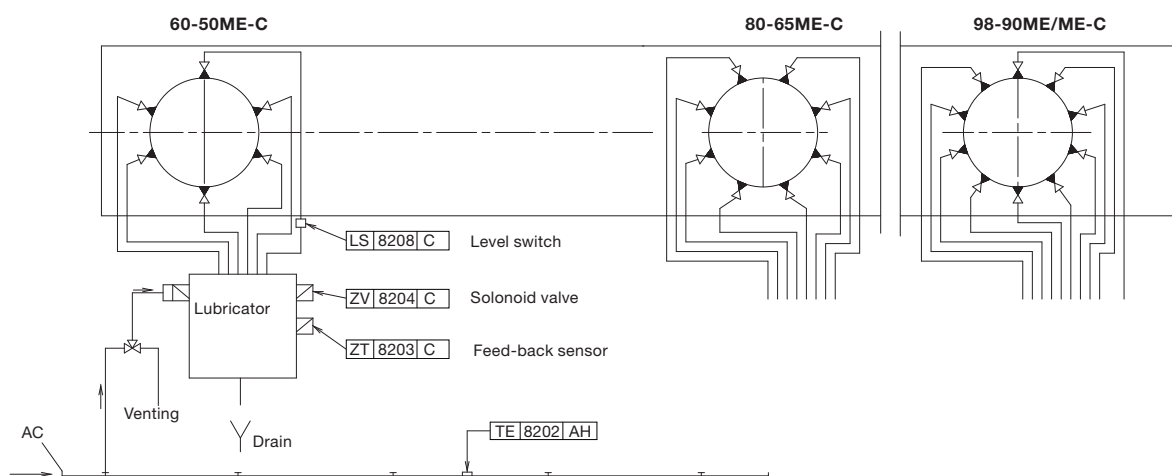 60-50ME-C
80-65ME-C
98-90ME/ME-C
LS 8208 C Level switch
Lubricator
ZV 8204 C Solonoid valve
ZT 8203 C Feed-back sensor
Venting
AC
Drain
TE 8202 AH